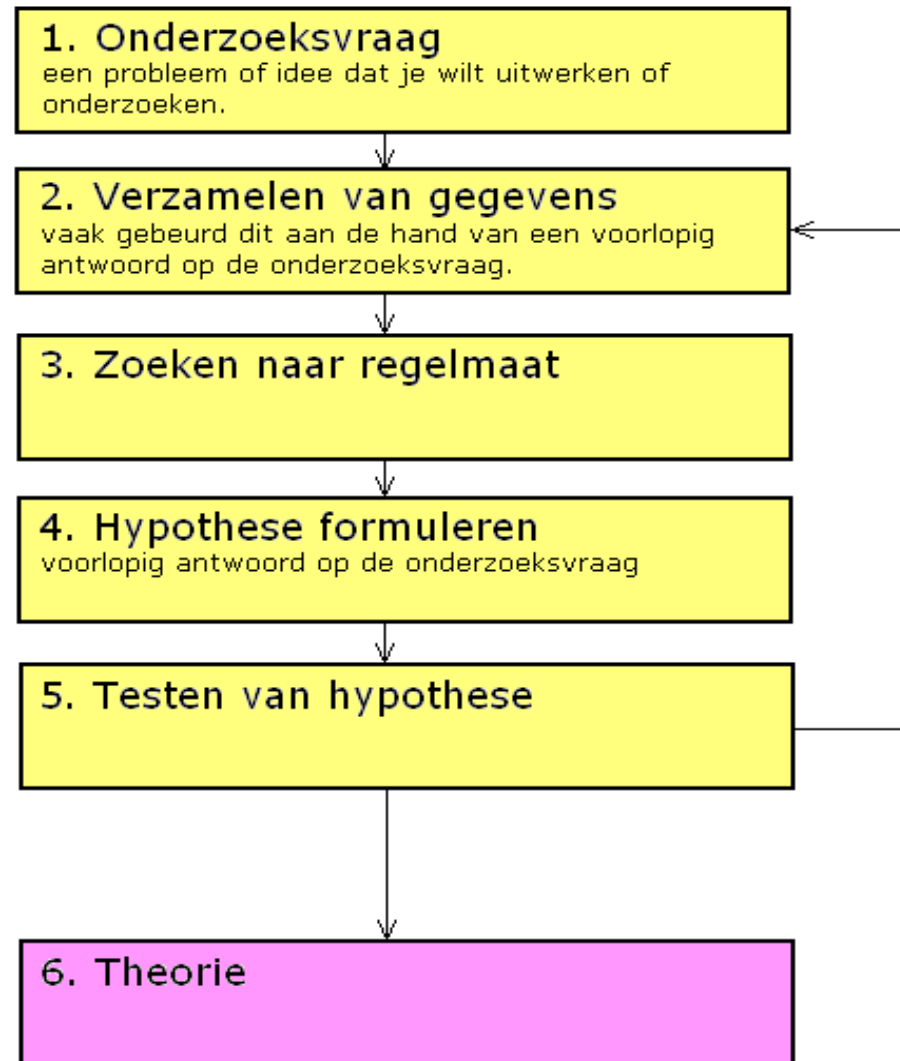 1. Onderzoeksvraag
een probleem of idee dat je wilt uitwerken of
onderzoeken.
2. Verzamelen van gegevens
vaak gebeurd dit aan de hand van een voorlopig
antwoord op de onderzoeksvraag.
3. Zoeken naar regelmaat
4. Hypothese formuleren
voorlopig antwoord op de onderzoeksvraag
5. Testen van hypothese
6. Theorie